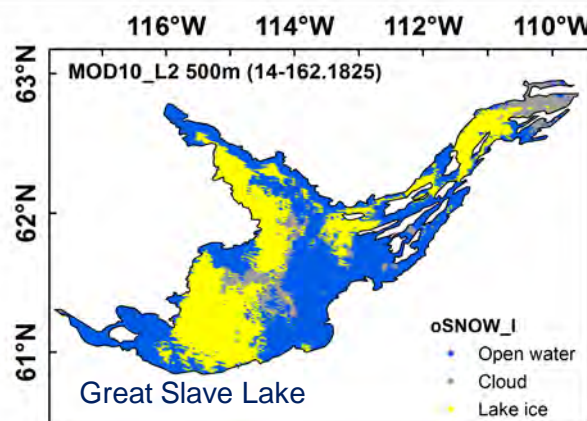 116°W 114°W 112°W 110°W
63°N
MOD10_L2 500m (14-162.1825)
62°N
61°N
oSNOW_I
Open water
Cloud
Lake ice
Great Slave Lake